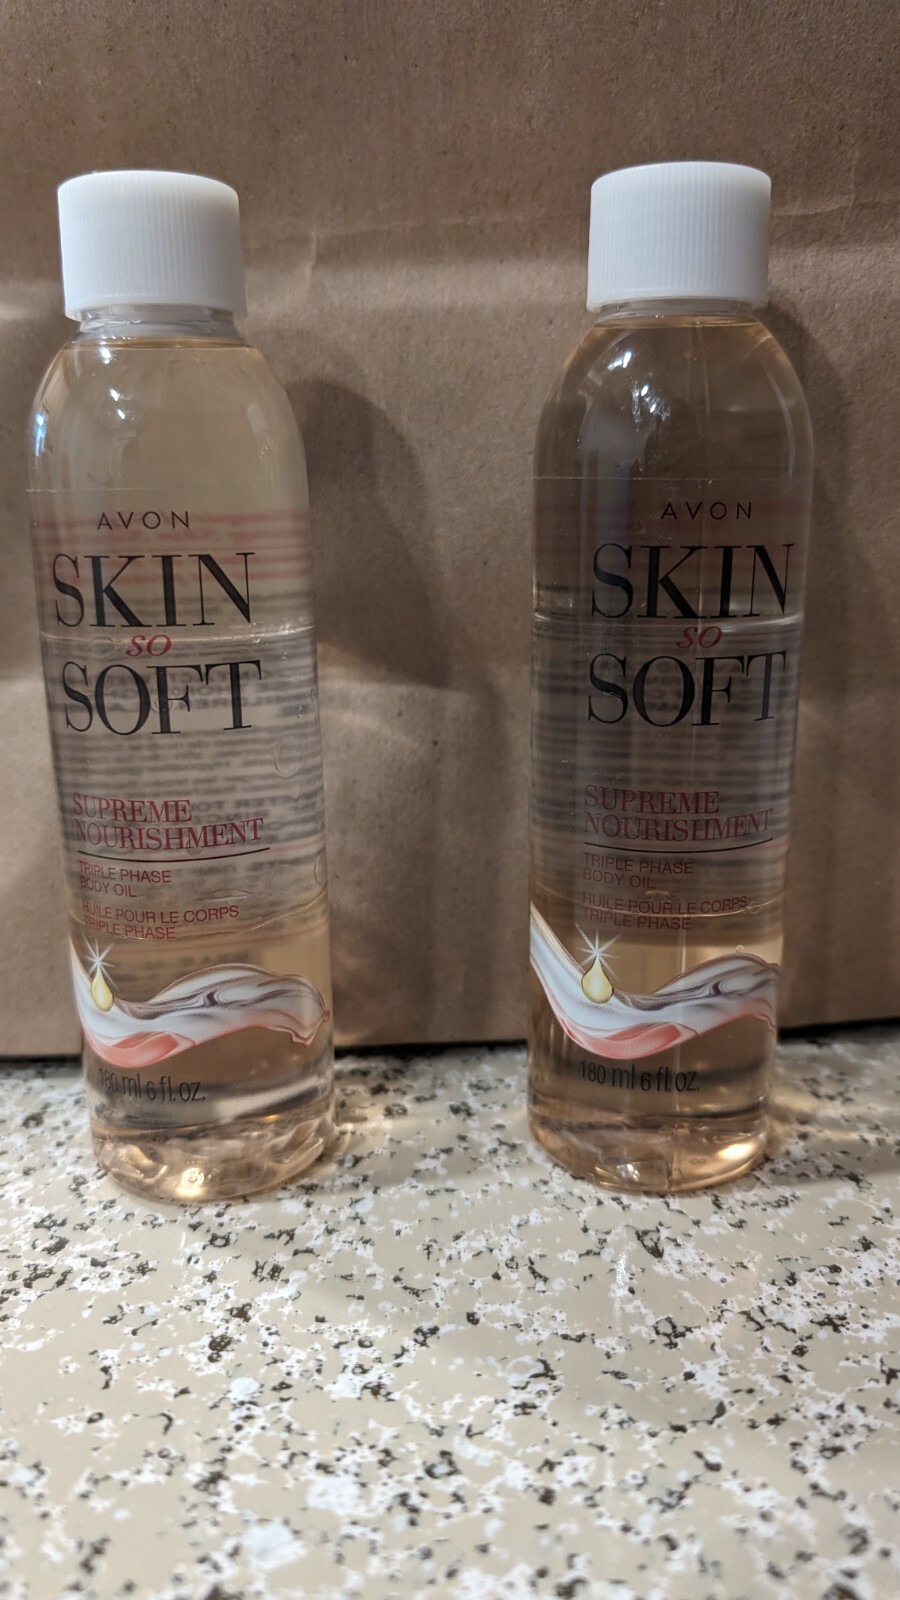 AVON
SKIN
so
SOFT
SUPREME
NOURISHMENT
TRIPLE PHASE
BODY OIL
HUILE POUR LE CORPS
TRIPLE PHASE
180 ml 6 fl. oz.
AVON
SKIN
so
SOFT
SUPREME
NOURISHMENT
TRIPLE PHASE
BODY OIL
HUILE POUR LE CORPS
TRIPLE PHASE
180 ml 6 fl. oz.